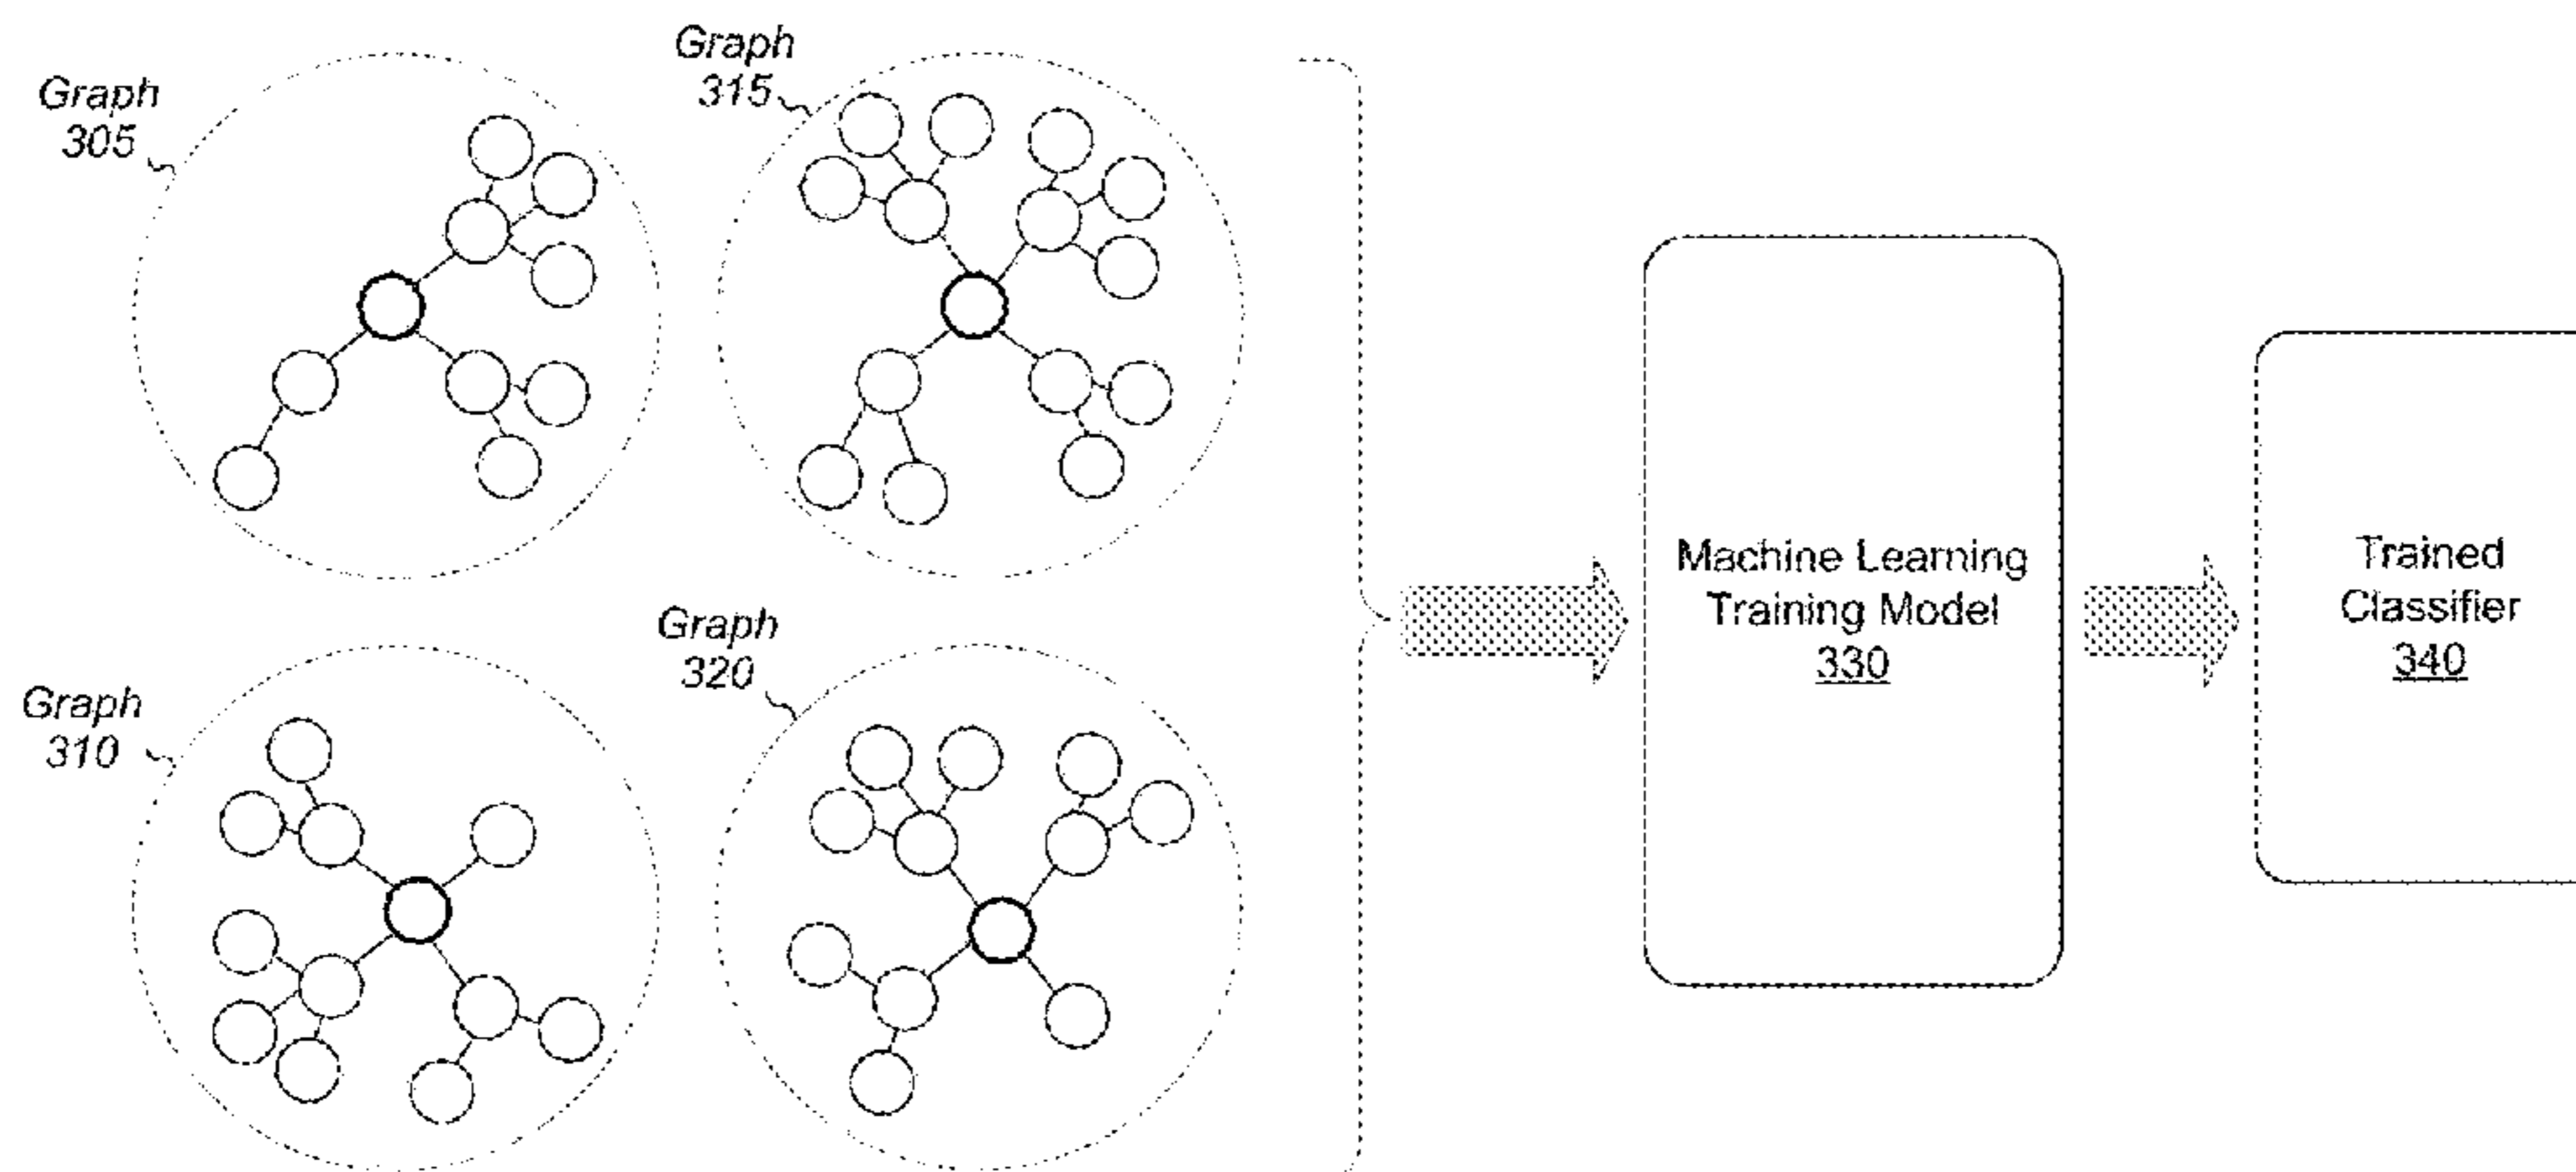 Graph
305
Graph
315
Graph
310
Graph
320
Machine Learning
Training Model
330
Trained
Classifier
340